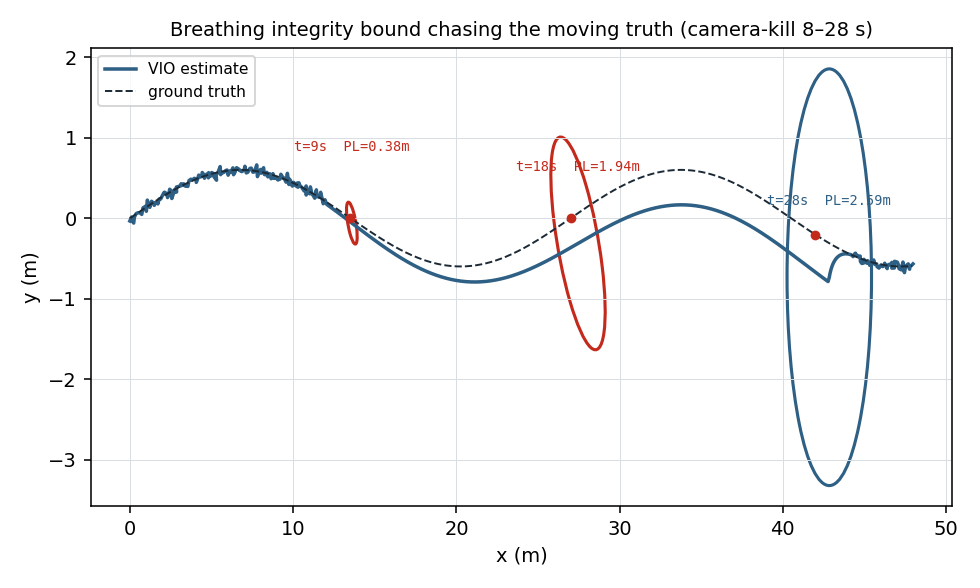 Breathing integrity bound chasing the moving truth (camera-kill 8–28 s)
VIO estimate
ground truth
t=9s PL=0.38m
t=18s PL=1.94m
t=28s PL=2.59m
2
1
0
−1
−2
−3
y (m)
0 10 20 30 40 50
x (m)